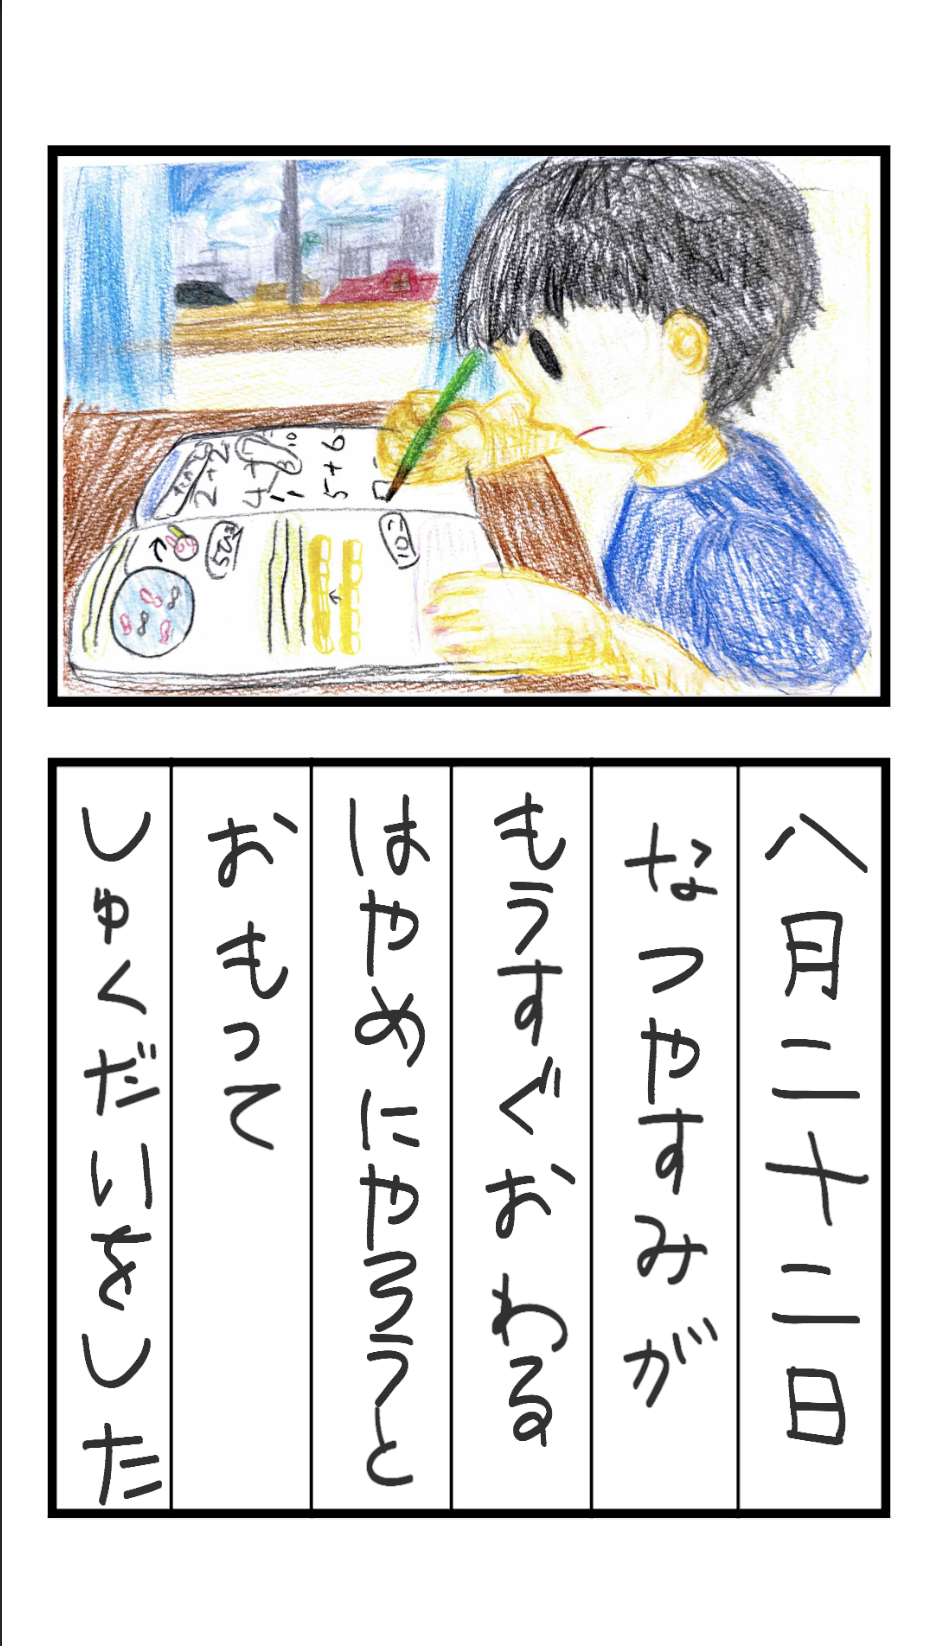 八月二十二日
なつやすみが
もうすぐおわる
はやめにやろうと
おもって
しゅくだいをした
2+2
5+6